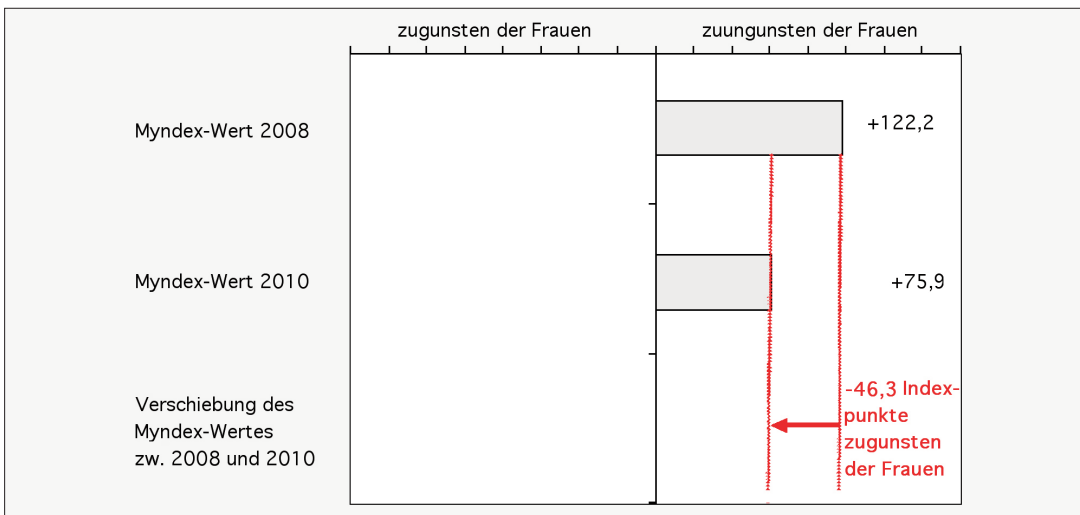 zugunsten der Frauen
zuungunsten der Frauen
Myndex-Wert 2008
+122,2
Myndex-Wert 2010
+75,9
Verschiebung des
Myndex-Wertes
zw. 2008 und 2010
-46,3 Index-
punkte
zugunsten
der Frauen